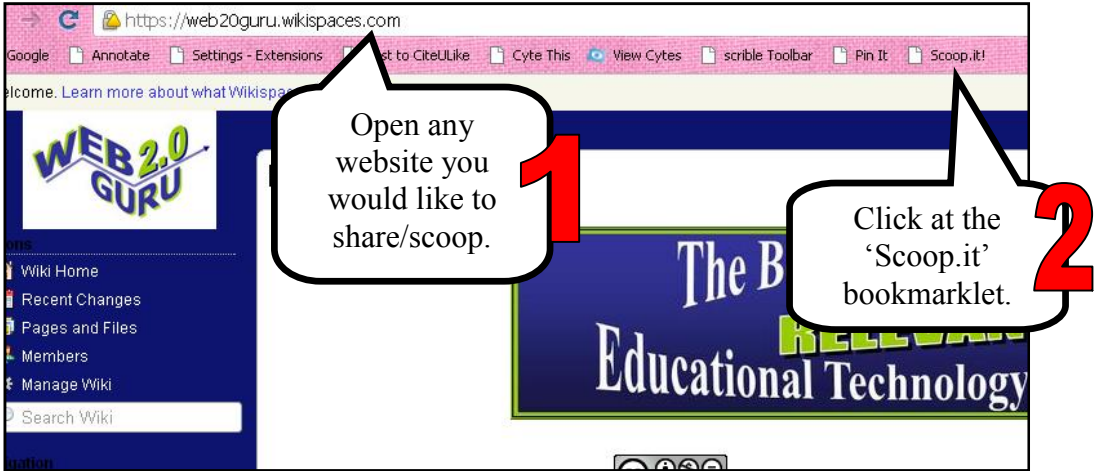 https://web20guru.wikispaces.com
Google Annotate Settings - Extensions to CiteULike Cyte This View Cytes scrible Toolbar Pin It Scoop.it!
Learn more about what
WEB 2.0
GURU
Open any
website you
would like to
share/scoop.
1
Click at the
‘Scoop.it’
bookmarklet.
2
The
Educational Technology
Wiki Home
Recent Changes
Pages and Files
Members
Manage Wiki
Search Wiki